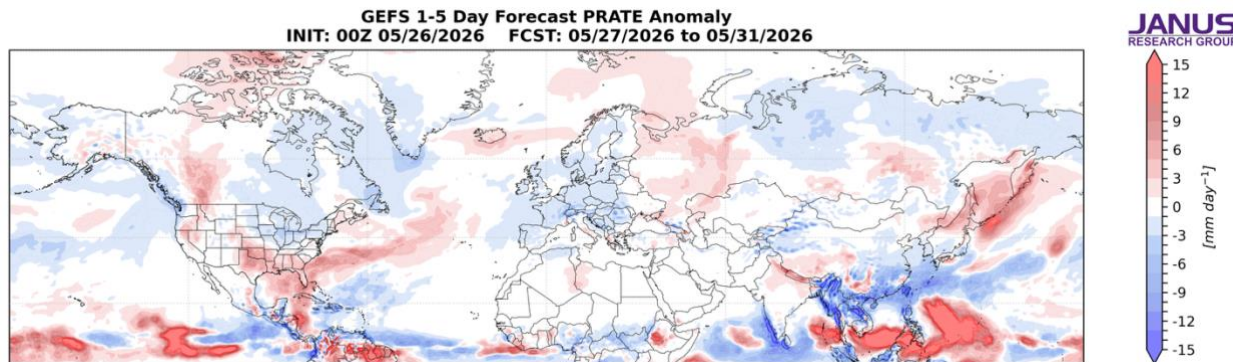 GEFS 1-5 Day Forecast PRATE Anomaly
INIT: 00Z 05/26/2026 FCST: 05/27/2026 to 05/31/2026
JANUS
RESEARCH GROUP
15
12
9
6
3
0
-3
-6
-9
-12
-15
[mm day⁻¹]